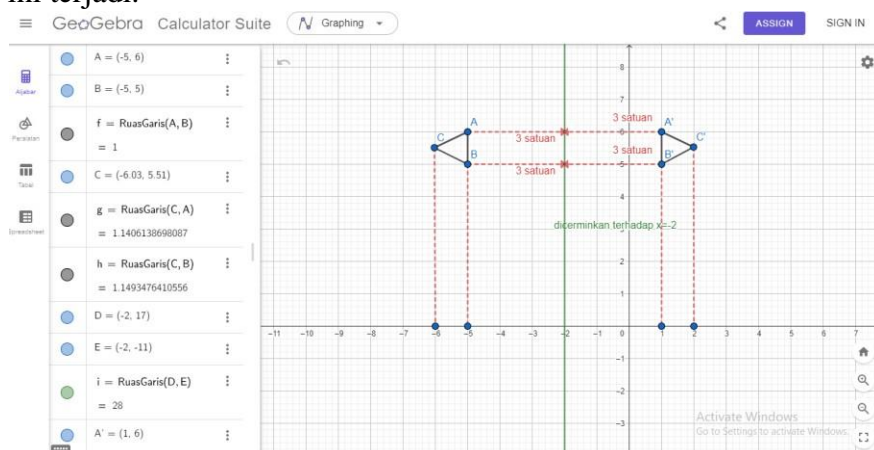 ini terjadi.
GeoGebra Calculator Suite
Graphing
ASSIGN
SIGN IN
Aljabar
Peralatan
Tabel
Spreadsheet
A = (-5, 6)
B = (-5, 5)
f = RuasGaris(A, B)
= 1
C = (-6.03, 5.51)
g = RuasGaris(C, A)
= 1.1406138698087
h = RuasGaris(C, B)
= 1.1493476410556
D = (-2, 17)
E = (-2, -11)
i = RuasGaris(D, E)
= 28
A' = (1, 6)
8
7
3 satuan
A
A'
6
3 satuan
C
C'
3 satuan
B
B'
5
3 satuan
4
dicerminkan terhadap x=-2
3
2
1
-11 -10 -9 -8 -7 -6 -5 -4 -3 -2 -1 0 1 2 3 4 5 6 7
-1
-2
-3
Activate Windows
Go to Settings to activate Windows.